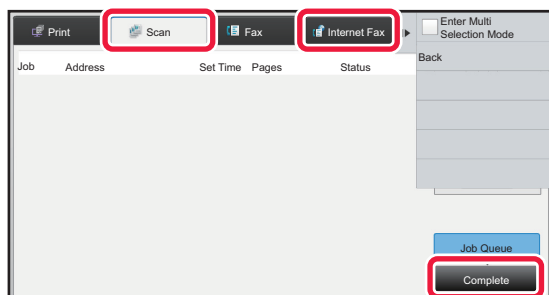 Print
Scan
Fax
Internet Fax
Enter Multi
Selection Mode
Back
Job Address Set Time Pages Status
Job Queue
Complete